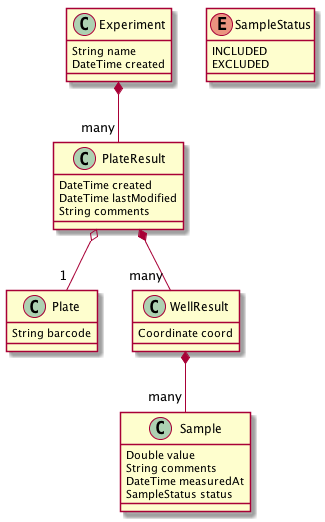 C Experiment
String name
DateTime created
E SampleStatus
INCLUDED
EXCLUDED
many
C PlateResult
DateTime created
DateTime lastModified
String comments
1
many
C Plate
String barcode
C WellResult
Coordinate coord
many
C Sample
Double value
String comments
DateTime measuredAt
SampleStatus status